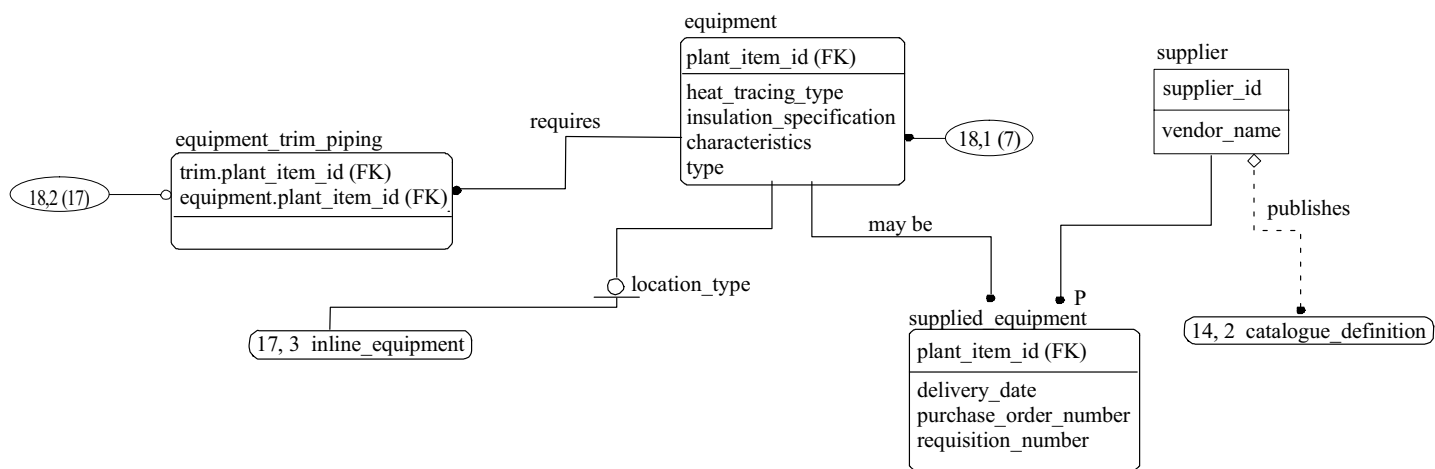 equipment
plant_item_id (FK)
heat_tracing_type
insulation_specification
characteristics
type
supplier
supplier_id
vendor_name
requires
18,1 (7)
equipment_trim_piping
trim.plant_item_id (FK)
equipment.plant_item_id (FK)
18,2 (17)
publishes
may be
location_type
P
17, 3 inline_equipment
supplied_equipment
plant_item_id (FK)
delivery_date
purchase_order_number
requisition_number
14, 2 catalogue_definition